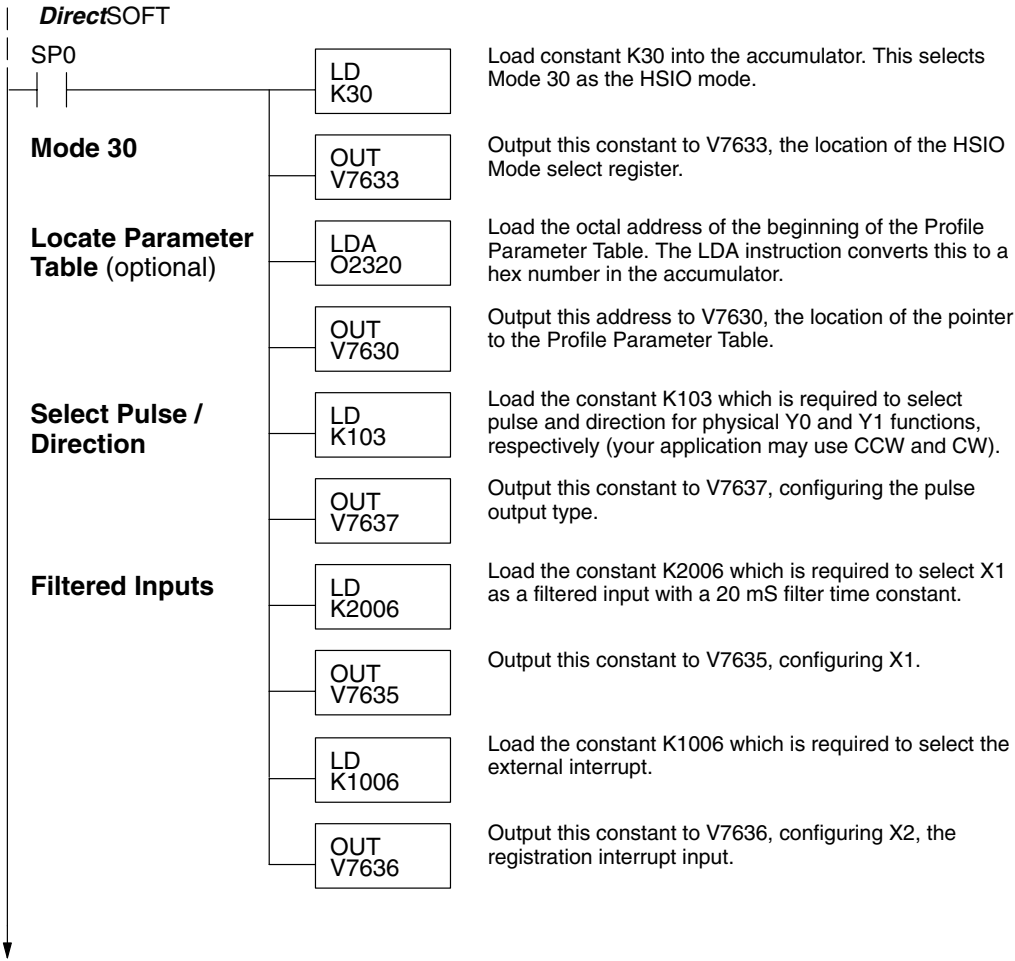 DirectSOFT
SP0
LD
K30
Load constant K30 into the accumulator. This selects
Mode 30 as the HSIO mode.
Mode 30
OUT
V7633
Output this constant to V7633, the location of the HSIO
Mode select register.
Locate Parameter
Table (optional)
LDA
O2320
Load the octal address of the beginning of the Profile
Parameter Table. The LDA instruction converts this to a
hex number in the accumulator.
OUT
V7630
Output this address to V7630, the location of the pointer
to the Profile Parameter Table.
Select Pulse /
Direction
LD
K103
Load the constant K103 which is required to select
pulse and direction for physical Y0 and Y1 functions,
respectively (your application may use CCW and CW).
OUT
V7637
Output this constant to V7637, configuring the pulse
output type.
Filtered Inputs
LD
K2006
Load the constant K2006 which is required to select X1
as a filtered input with a 20 mS filter time constant.
OUT
V7635
Output this constant to V7635, configuring X1.
LD
K1006
Load the constant K1006 which is required to select the
external interrupt.
OUT
V7636
Output this constant to V7636, configuring X2, the
registration interrupt input.